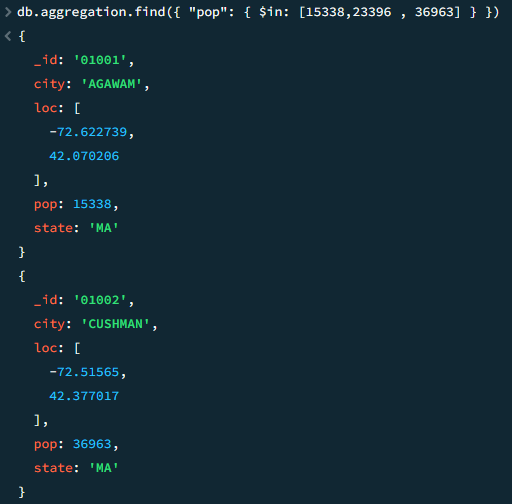 > db.aggregation.find({ "pop": { $in: [15338,23396 , 36963] } })
< {
_id: '01001',
city: 'AGAWAM',
loc: [
-72.622739,
42.070206
],
pop: 15338,
state: 'MA'
}
{
_id: '01002',
city: 'CUSHMAN',
loc: [
-72.51565,
42.377017
],
pop: 36963,
state: 'MA'
}